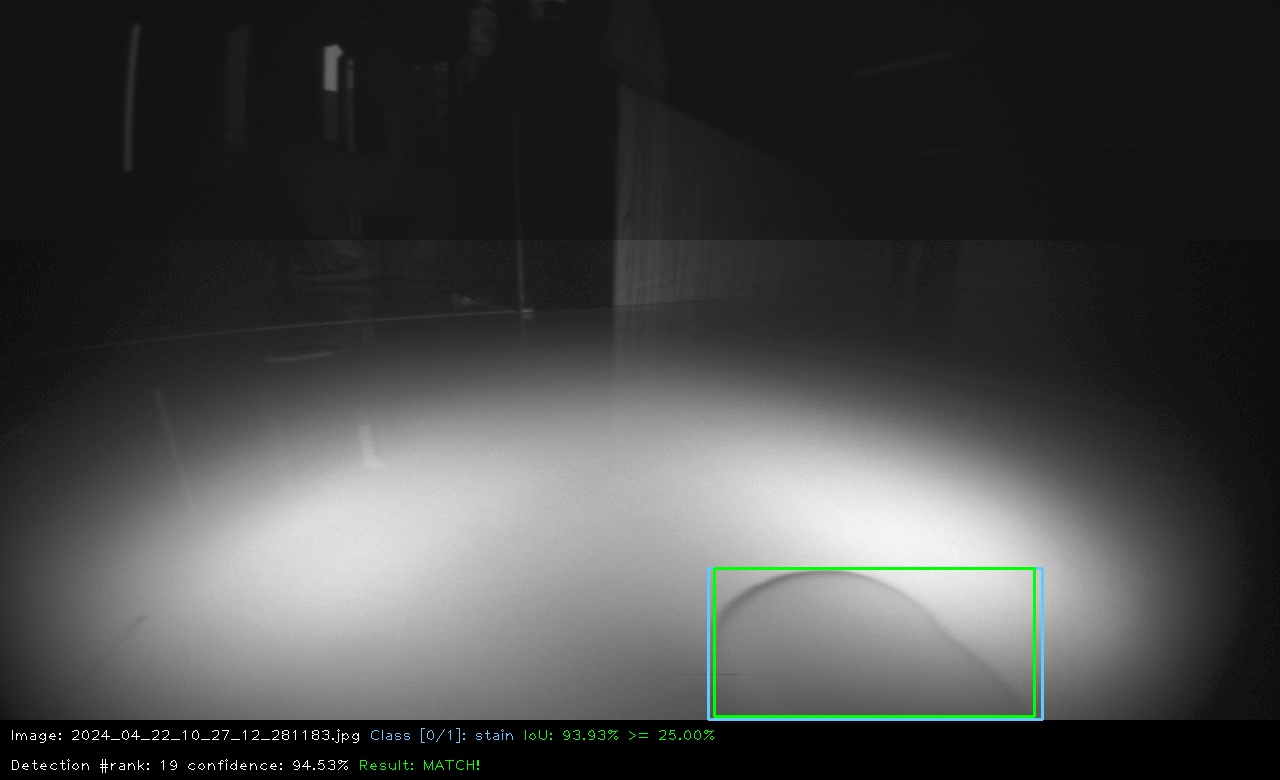 Image: 2024_04_22_10_27_12_281183.jpg Class [0/1]: stain IoU: 93.93% >= 25.00%
Detection #rank: 19 confidence: 94.53% Result: MATCH!